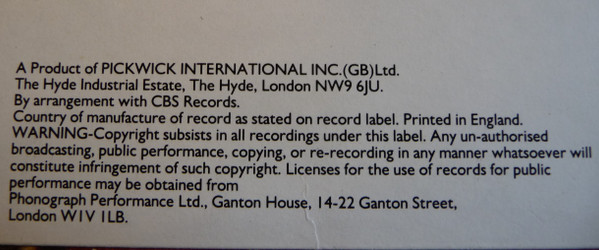 A Product of PICKWICK INTERNATIONAL INC.(GB)Ltd.
The Hyde Industrial Estate, The Hyde, London NW9 6JU.
By arrangement with CBS Records.
Country of manufacture of record as stated on record label. Printed in England.
WARNING-Copyright subsists in all recordings under this label. Any un-authorised
broadcasting, public performance, copying, or re-recording in any manner whatsoever will
constitute infringement of such copyright. Licenses for the use of records for public
performance may be obtained from
Phonograph Performance Ltd., Ganton House, 14-22 Ganton Street,
London W1V 1LB.